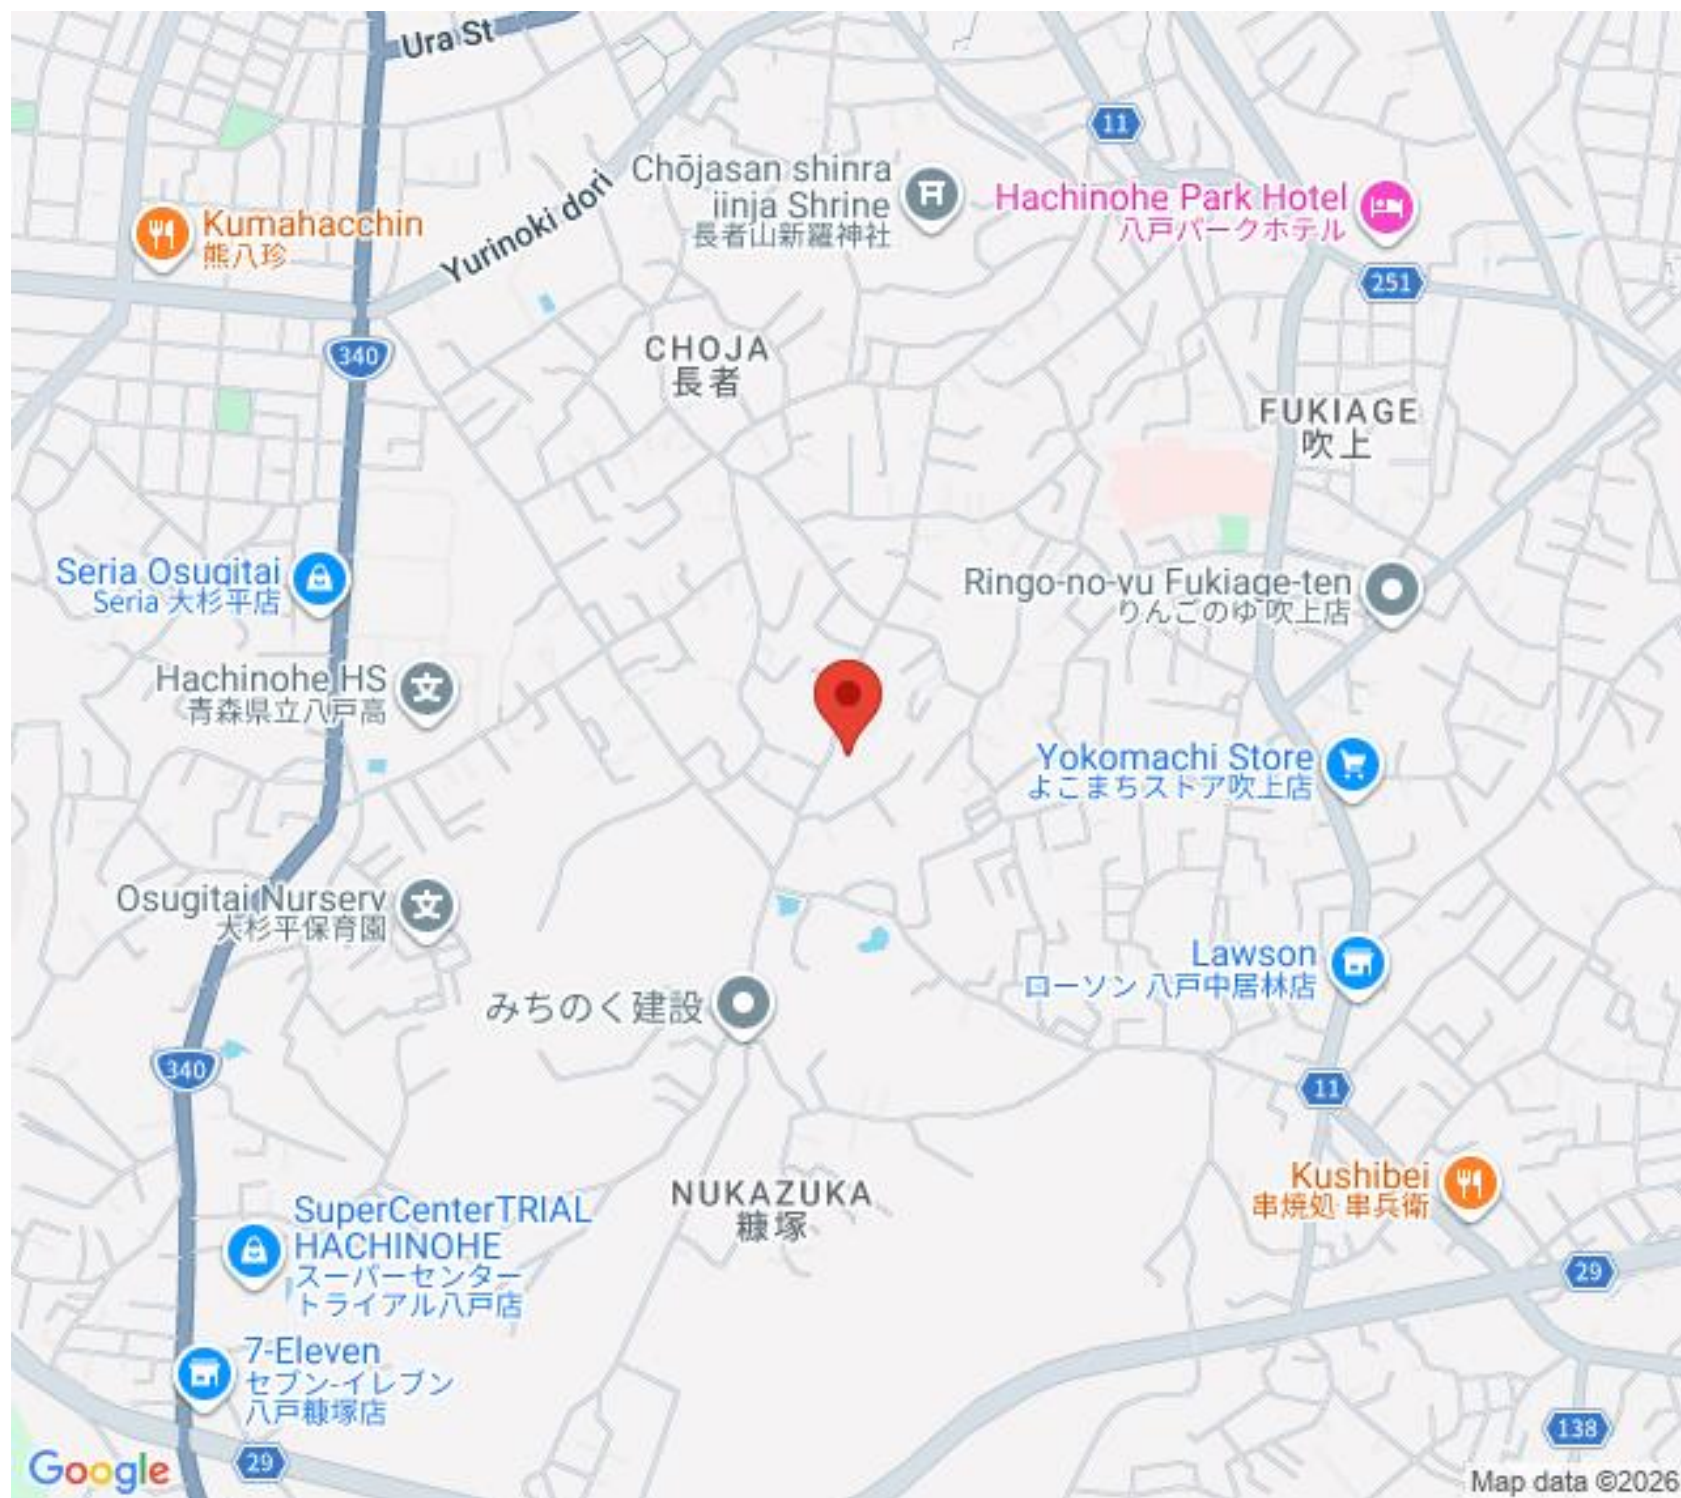 Ura St
11
Chōjasan shinra
jinja Shrine
長者山新羅神社
Hachinohe Park Hotel
八戸パークホテル
Kumahacchin
熊八珍
Yurinoki dori
251
340
CHOJA
長者
FUKIAGE
吹上
Seria Osugitai
Seria 大杉平店
Ringo-no-yu Fukiage-ten
りんごのゆ 吹上店
Hachinohe HS
青森県立八戸高
Yokomachi Store
よこまちストア吹上店
Osugitai Nursery
大杉平保育園
Lawson
ローソン 八戸中居林店
みちのく建設
340
11
Kushibei
串焼処 串兵衛
NUKAZUKA
糠塚
SuperCenterTRIAL
HACHINOHE
スーパーセンター
トライアル八戸店
29
7-Eleven
セブン-イレブン
八戸糠塚店
138
29
Google
Map data ©2026